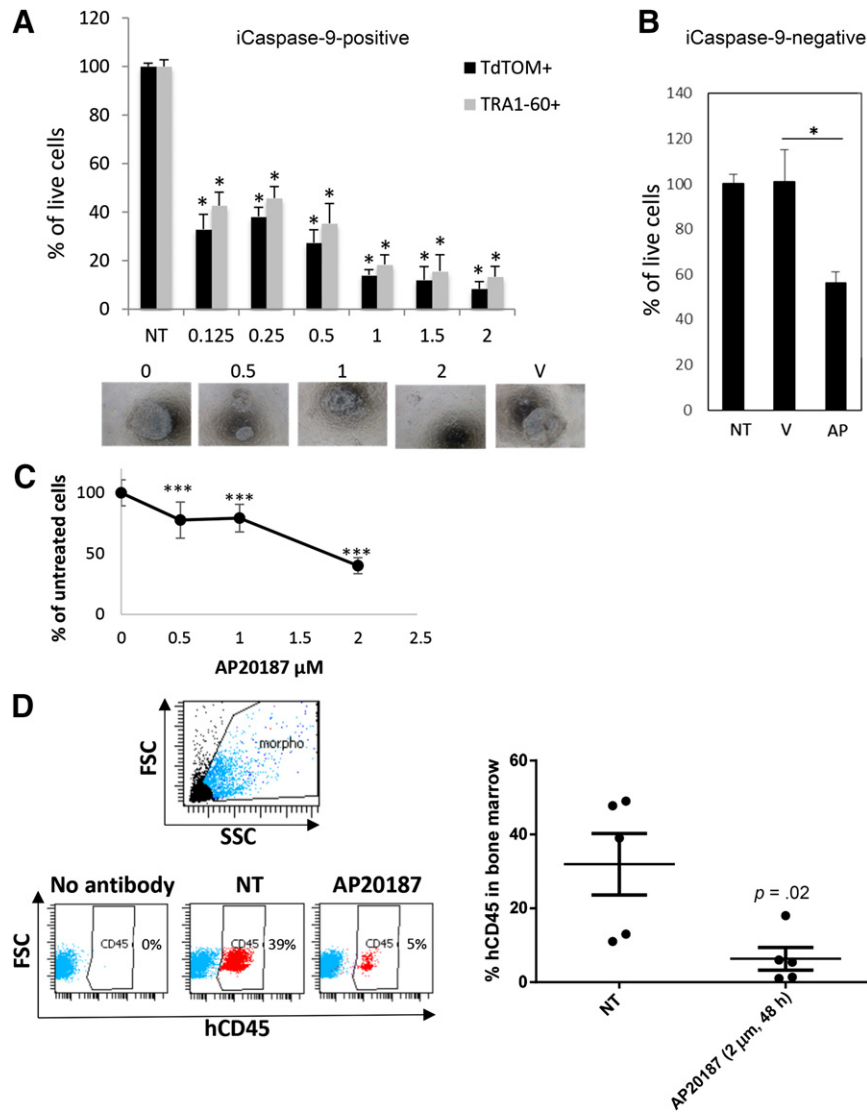 A
iCaspase-9-positive
% of live cells
120
100
80
60
40
20
0
TdTOM+
TRA1-60+
* * * * * * * * * * * *
NT 0.125 0.25 0.5 1 1.5 2
0 0.5 1 2 V
B
iCaspase-9-negative
% of live cells
140
120
100
80
60
40
20
0
*
NT V AP
C
% of untreated cells
100
50
0
*** *** ***
0 0.5 1 1.5 2 2.5
AP20187 µM
D
FSC
morpho
SSC
No antibody NT AP20187
FSC
CD45 0% CD45 39% CD45 5%
hCD45
% hCD45 in bone marrow
60
40
20
0
p = .02
NT
AP20187 (2 µm, 48 h)